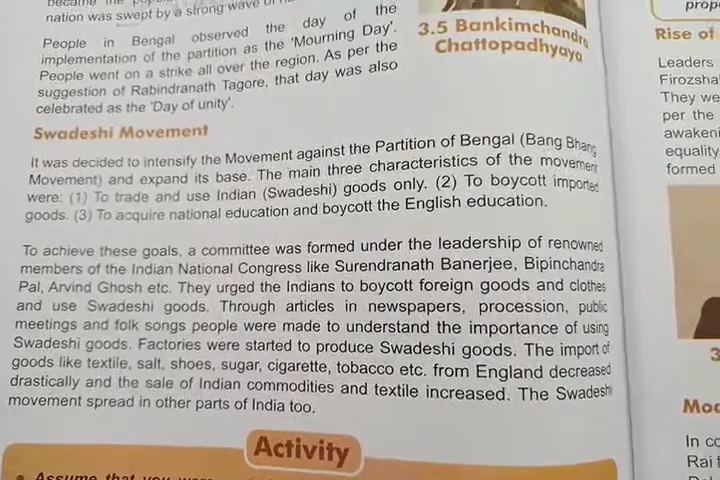 became the
nation was swept by a strong wave of
People in Bengal observed the day of the
implementation of the partition as the 'Mourning Day'.
People went on a strike all over the region. As per the
suggestion of Rabindranath Tagore, that day was also
celebrated as the 'Day of unity'.
3.5 Bankimchandra
Chattopadhyaya
Swadeshi Movement
It was decided to intensify the Movement against the Partition of Bengal (Bang Bhang
Movement) and expand its base. The main three characteristics of the movement
were: (1) To trade and use Indian (Swadeshi) goods only. (2) To boycott imported
goods. (3) To acquire national education and boycott the English education.
To achieve these goals, a committee was formed under the leadership of renowned
members of the Indian National Congress like Surendranath Banerjee, Bipinchandra
Pal, Arvind Ghosh etc. They urged the Indians to boycott foreign goods and clothes
and use Swadeshi goods. Through articles in newspapers, procession, public
meetings and folk songs people were made to understand the importance of using
Swadeshi goods. Factories were started to produce Swadeshi goods. The import of
goods like textile, salt, shoes, sugar, cigarette, tobacco etc. from England decreased
drastically and the sale of Indian commodities and textile increased. The Swadeshi
movement spread in other parts of India too.
Activity
Assume that you were
prop
Rise of
Leaders
Firozsha
They we
per the
awakeni
equality
formed
3
Mod
In co
Rai f